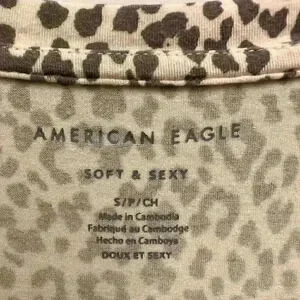 AMERICAN EAGLE
SOFT & SEXY
S/P/CH
Made in Cambodia
Fabriqué au Cambodge
Hecho en Camboya
DOUX ET SEXY